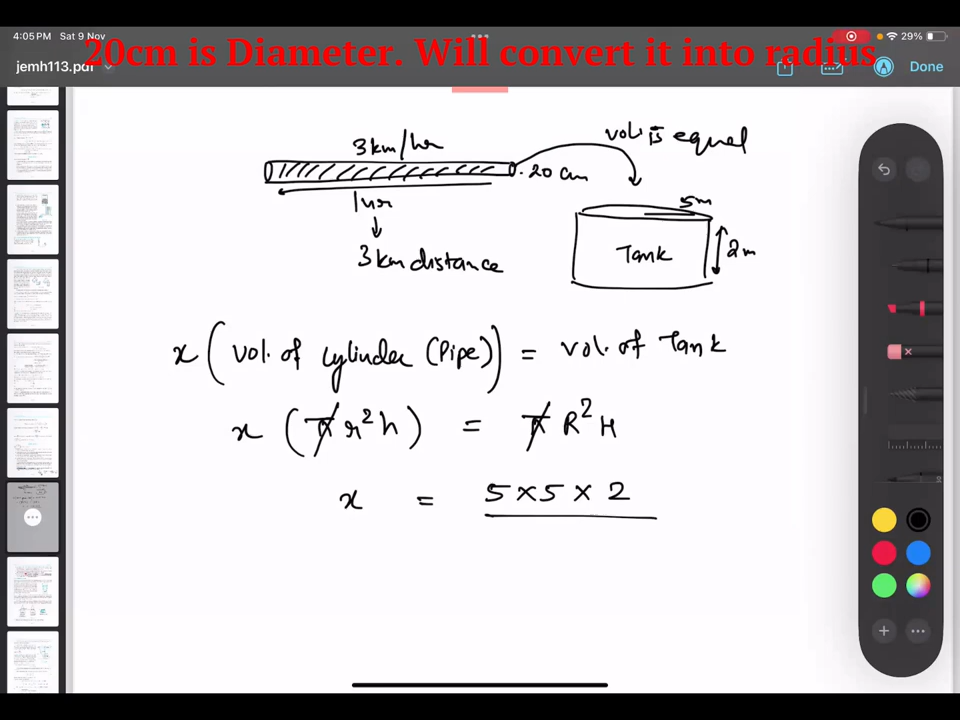 4:05 PM Sat 9 Nov
29%
20cm is Diameter. Will convert it into radius
jemh113.pdf
Done
3km/hr
vol. is equal
20 cm
1hr
5m
3km distance
Tank
2m
x (vol. of cylinder (Pipe)) = vol. of Tank
x (πr²h) = πR²H
x = 5×5×2